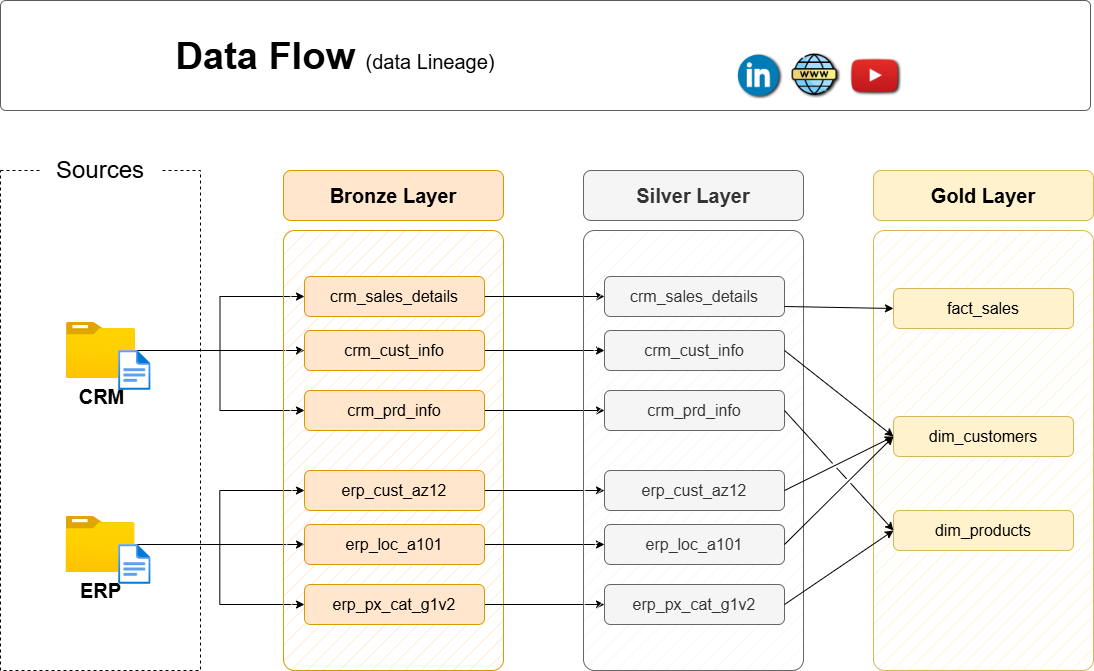 Data Flow (data Lineage)
in
WWW
Sources
Bronze Layer
Silver Layer
Gold Layer
crm_sales_details
crm_sales_details
fact_sales
crm_cust_info
crm_cust_info
CRM
crm_prd_info
crm_prd_info
dim_customers
erp_cust_az12
erp_cust_az12
dim_products
erp_loc_a101
erp_loc_a101
ERP
erp_px_cat_g1v2
erp_px_cat_g1v2